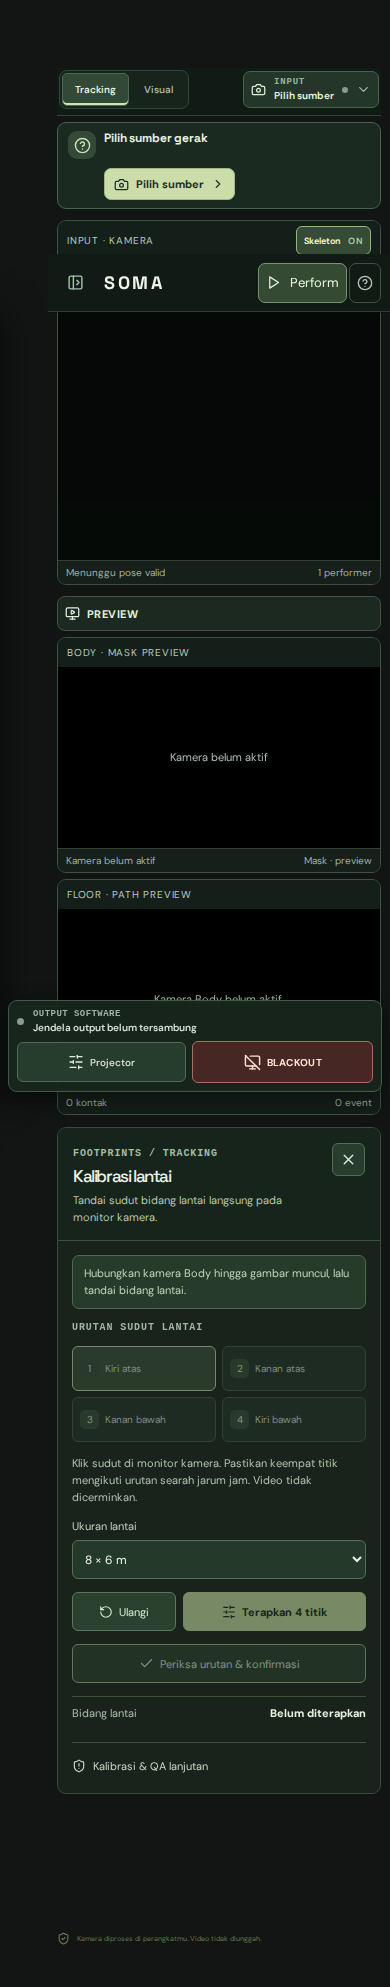 Tracking
Visual
INPUT
Pilih sumber
Pilih sumber gerak
Pilih sumber
INPUT · KAMERA
Skeleton ON
SOMA
Perform
Menunggu pose valid
1 performer
PREVIEW
BODY · MASK PREVIEW
Kamera belum aktif
Kamera belum aktif
Mask · preview
FLOOR · PATH PREVIEW
Kamera Body belum aktif
OUTPUT SOFTWARE
Jendela output belum tersambung
Projector
BLACKOUT
0 kontak
0 event
FOOTPRINTS / TRACKING
Kalibrasi lantai
Tandai sudut bidang lantai langsung pada
monitor kamera.
Hubungkan kamera Body hingga gambar muncul, lalu
tandai bidang lantai.
URUTAN SUDUT LANTAI
1 Kiri atas
2 Kanan atas
3 Kanan bawah
4 Kiri bawah
Klik sudut di monitor kamera. Pastikan keempat titik
mengikuti urutan searah jarum jam. Video tidak
dicerminkan.
Ukuran lantai
8 × 6 m
Ulangi
Terapkan 4 titik
Periksa urutan & konfirmasi
Bidang lantai
Belum diterapkan
Kalibrasi & QA lanjutan
Kamera diproses di perangkatmu. Video tidak diunggah.